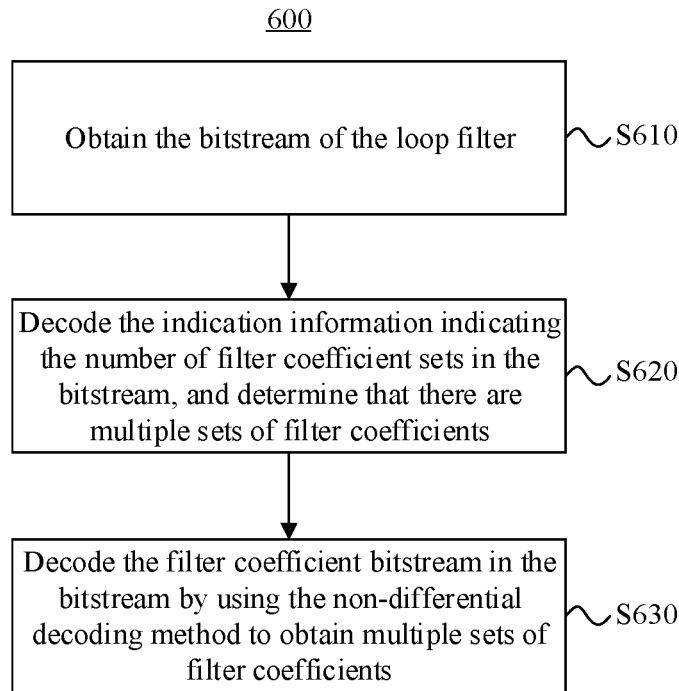 600
Obtain the bitstream of the loop filter
S610
Decode the indication information indicating
the number of filter coefficient sets in the
bitstream, and determine that there are
multiple sets of filter coefficients
S620
Decode the filter coefficient bitstream in the
bitstream by using the non-differential
decoding method to obtain multiple sets of
filter coefficients
S630